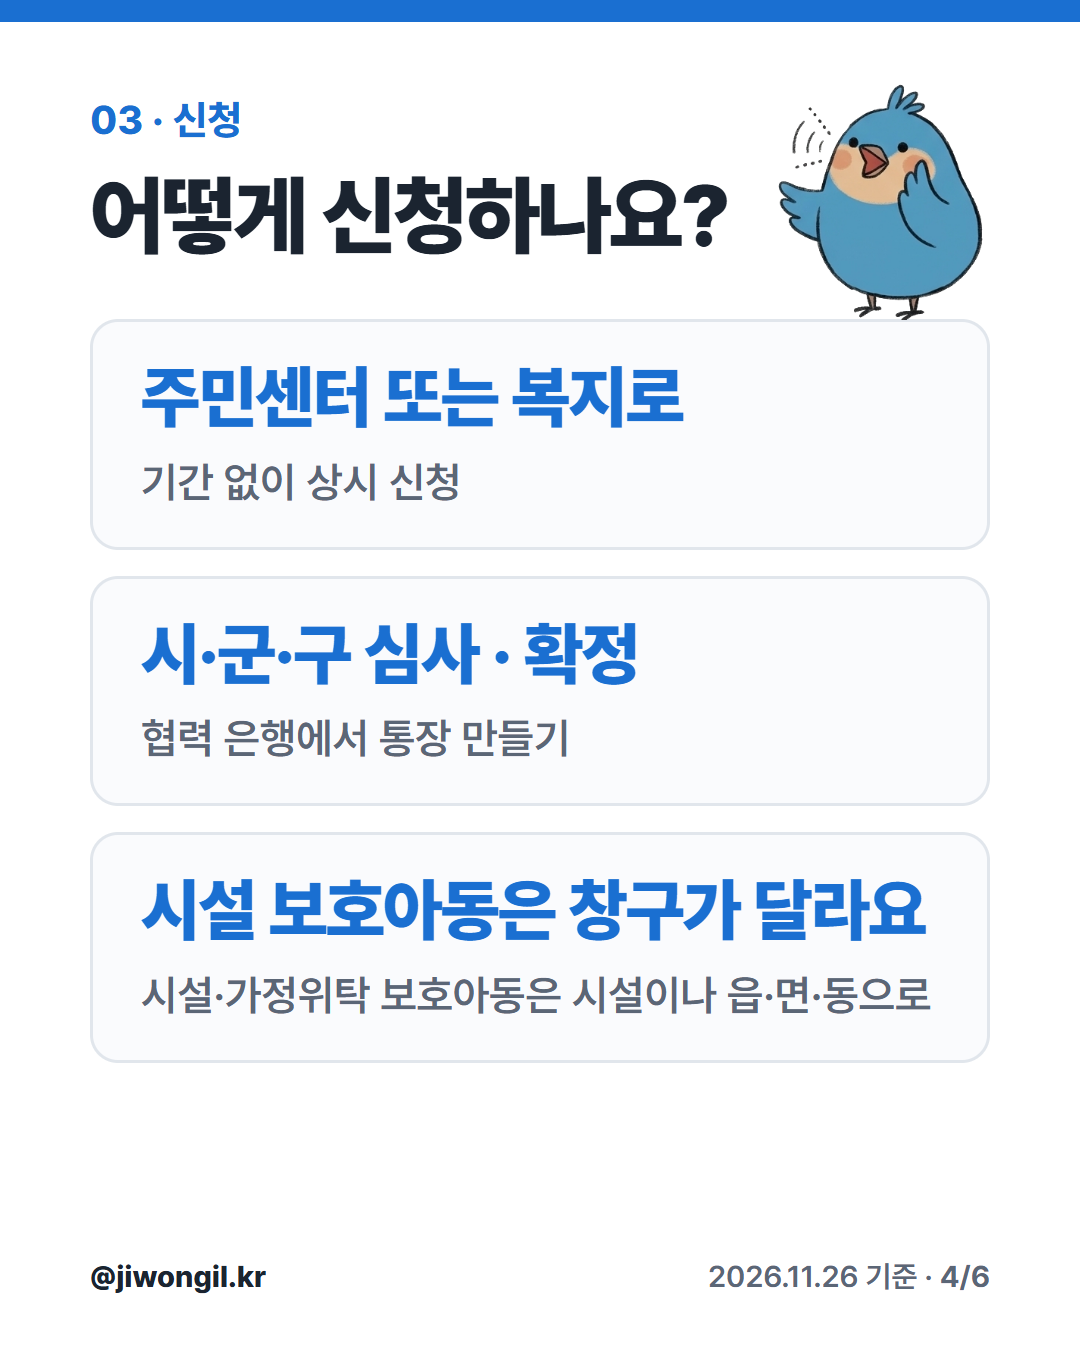 03 · 신청
어떻게 신청하나요?
주민센터 또는 복지로
기간 없이 상시 신청
시·군·구 심사 · 확정
협력 은행에서 통장 만들기
시설 보호아동은 창구가 달라요
시설·가정위탁 보호아동은 시설이나 읍·면·동으로
@jiwongil.kr
2026.11.26 기준 · 4/6